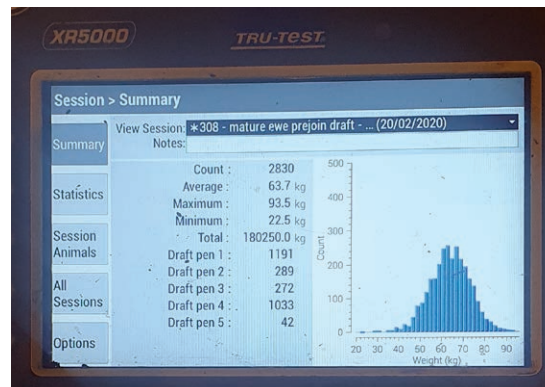 XR5000 TRU-TEST
Session > Summary
View Session: *308 - mature ewe prejoin draft - ... (20/02/2020)
Notes:
Summary
Statistics
Session
Animals
All
Sessions
Options
Count : 2830
Average : 63.7 kg
Maximum : 93.5 kg
Minimum : 22.5 kg
Total : 180250.0 kg
Draft pen 1 : 1191
Draft pen 2 : 289
Draft pen 3 : 272
Draft pen 4 : 1033
Draft pen 5 : 42
500
400
300
200
100
0
Count
20 30 40 50 60 70 80 90
Weight (kg)